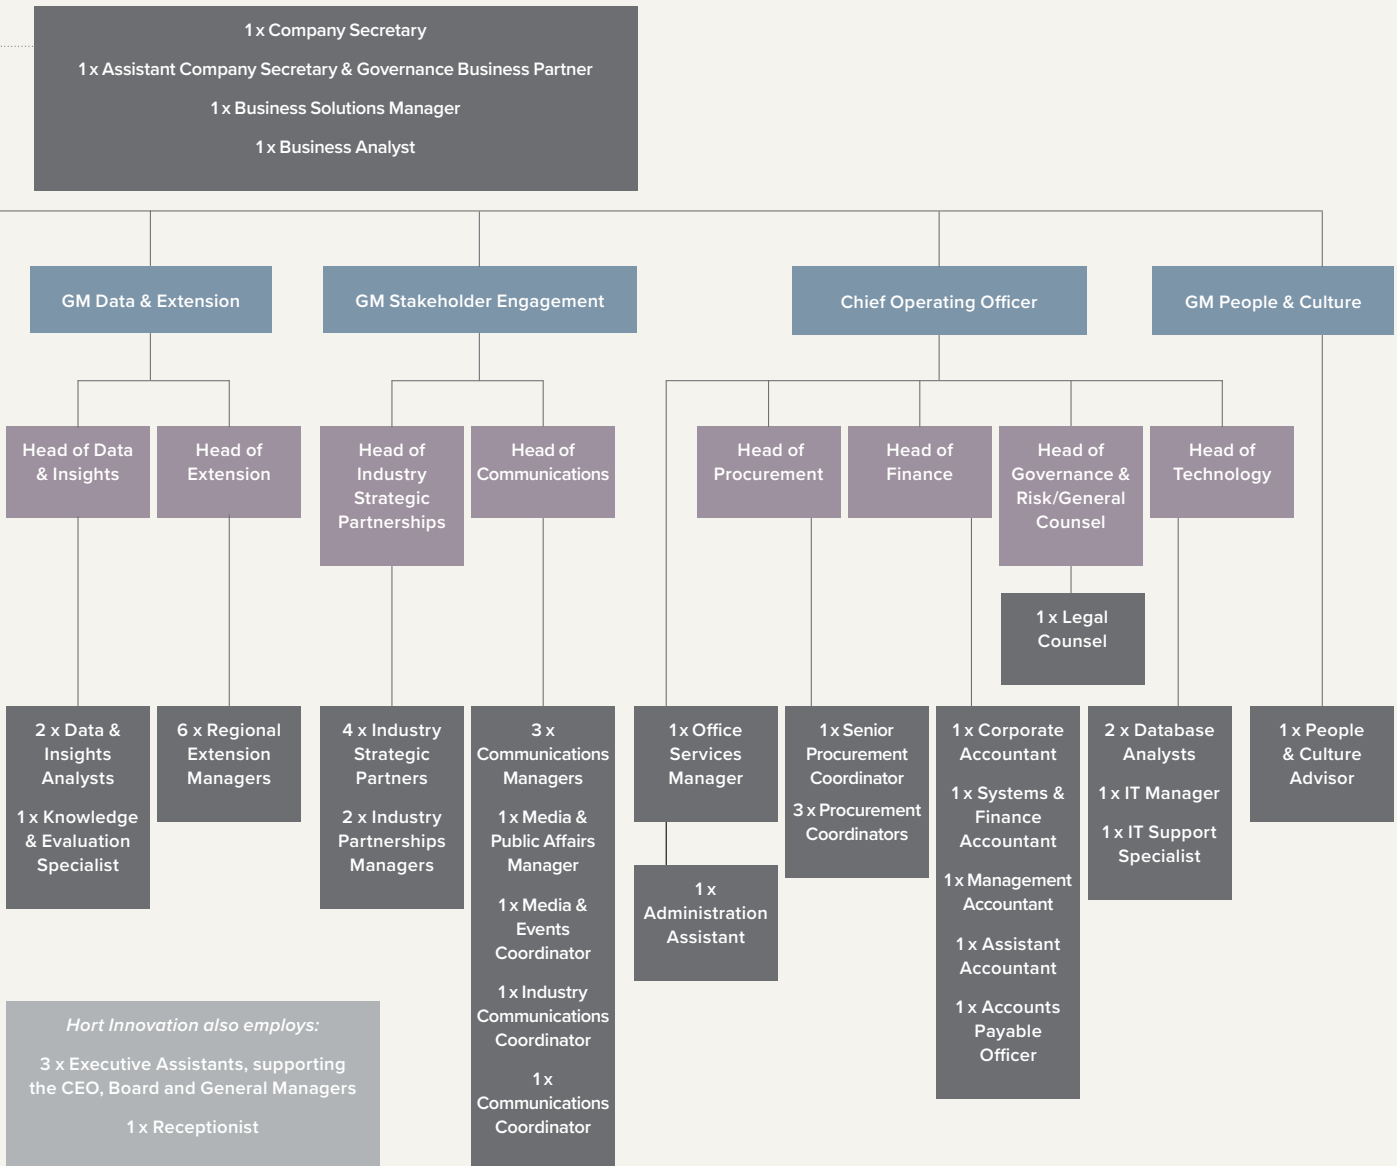 1 x Company Secretary
1 x Assistant Company Secretary & Governance Business Partner
1 x Business Solutions Manager
1 x Business Analyst
GM Data & Extension
GM Stakeholder Engagement
Chief Operating Officer
GM People & Culture
Head of Data
& Insights
Head of
Extension
Head of
Industry
Strategic
Partnerships
Head of
Communications
Head of
Procurement
Head of
Finance
Head of
Governance &
Risk/General
Counsel
Head of
Technology
1 x Legal
Counsel
2 x Data &
Insights
Analysts
1 x Knowledge
& Evaluation
Specialist
6 x Regional
Extension
Managers
4 x Industry
Strategic
Partners
2 x Industry
Partnerships
Managers
3 x
Communications
Managers
1 x Media &
Public Affairs
Manager
1 x Media &
Events
Coordinator
1 x Industry
Communications
Coordinator
1 x
Communications
Coordinator
1 x Office
Services
Manager
1 x
Administration
Assistant
1 x Senior
Procurement
Coordinator
3 x Procurement
Coordinators
1 x Corporate
Accountant
1 x Systems &
Finance
Accountant
1 x Management
Accountant
1 x Assistant
Accountant
1 x Accounts
Payable
Officer
2 x Database
Analysts
1 x IT Manager
1 x IT Support
Specialist
1 x People
& Culture
Advisor
Hort Innovation also employs:
3 x Executive Assistants, supporting
the CEO, Board and General Managers
1 x Receptionist